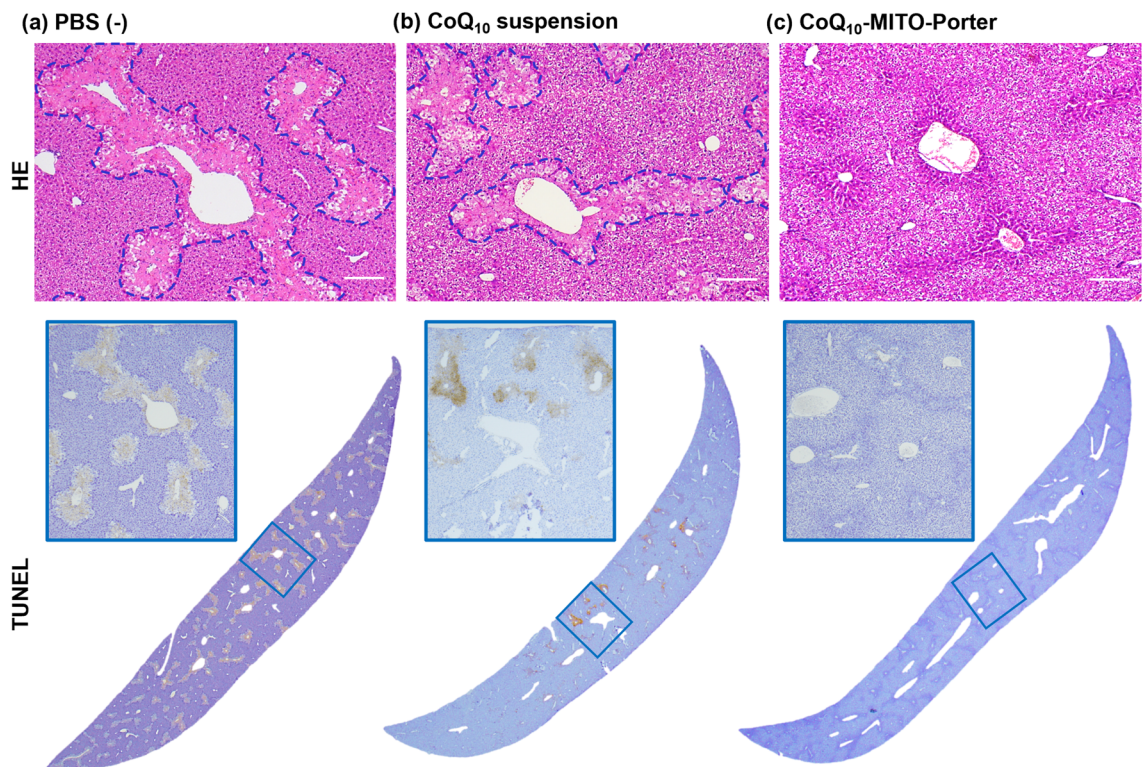 (a) PBS (-)
(b) CoQ₁₀ suspension
(c) CoQ₁₀-MITO-Porter
HE
TUNEL